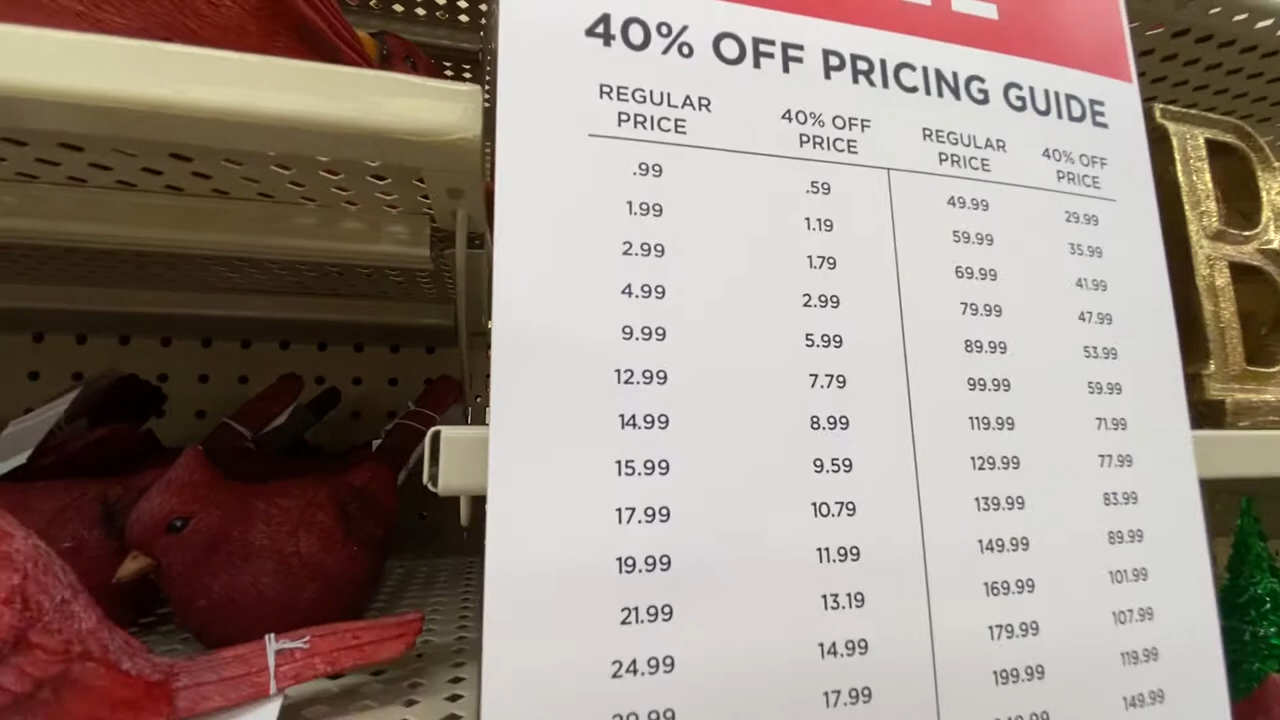 40% OFF PRICING GUIDE
REGULAR PRICE 40% OFF PRICE REGULAR PRICE 40% OFF PRICE
.99 .59 49.99 29.99
1.99 1.19 59.99 35.99
2.99 1.79 69.99 41.99
4.99 2.99 79.99 47.99
9.99 5.99 89.99 53.99
12.99 7.79 99.99 59.99
14.99 8.99 119.99 71.99
15.99 9.59 129.99 77.99
17.99 10.79 139.99 83.99
19.99 11.99 149.99 89.99
21.99 13.19 169.99 101.99
24.99 14.99 179.99 107.99
17.99 199.99 119.99
149.99
B